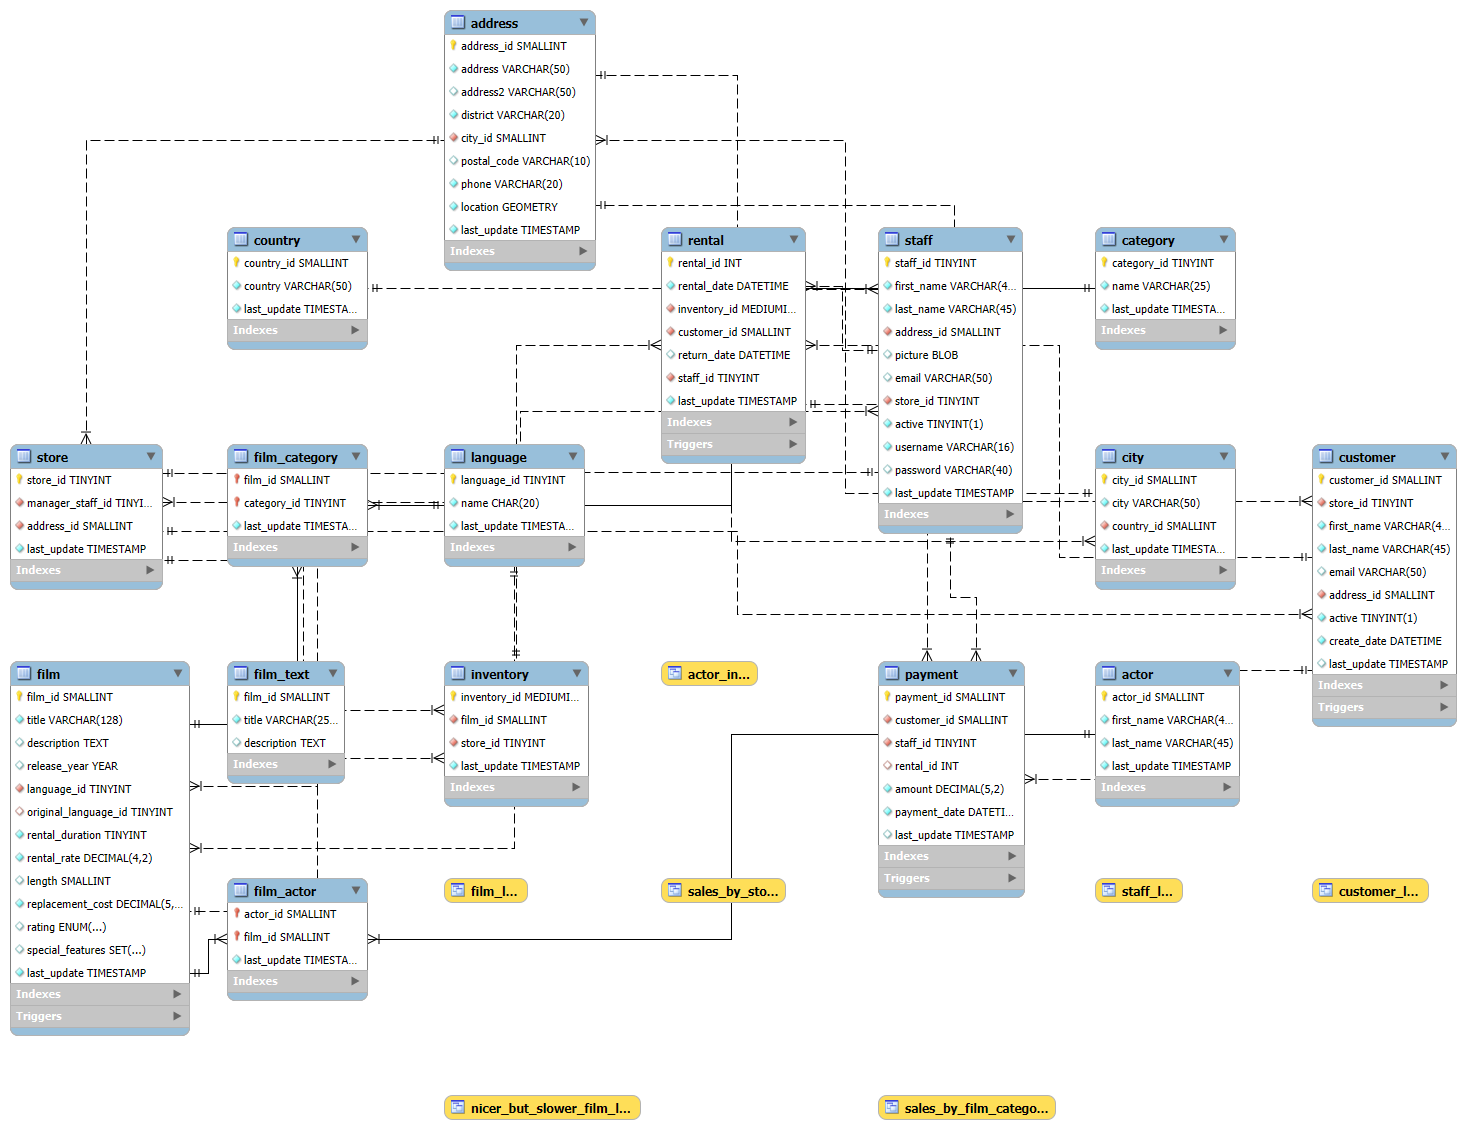 address
address_id SMALLINT
address VARCHAR(50)
address2 VARCHAR(50)
district VARCHAR(20)
city_id SMALLINT
postal_code VARCHAR(10)
phone VARCHAR(20)
location GEOMETRY
last_update TIMESTAMP
Indexes
country
country_id SMALLINT
country VARCHAR(50)
last_update TIMESTA...
Indexes
rental
rental_id INT
rental_date DATETIME
inventory_id MEDIUMI...
customer_id SMALLINT
return_date DATETIME
staff_id TINYINT
last_update TIMESTAMP
Indexes
Triggers
staff
staff_id TINYINT
first_name VARCHAR(4...
last_name VARCHAR(45)
address_id SMALLINT
picture BLOB
email VARCHAR(50)
store_id TINYINT
active TINYINT(1)
username VARCHAR(16)
password VARCHAR(40)
last_update TIMESTAMP
Indexes
category
category_id TINYINT
name VARCHAR(25)
last_update TIMESTA...
Indexes
store
store_id TINYINT
manager_staff_id TINYI...
address_id SMALLINT
last_update TIMESTAMP
Indexes
film_category
film_id SMALLINT
category_id TINYINT
last_update TIMESTA...
Indexes
language
language_id TINYINT
name CHAR(20)
last_update TIMESTA...
Indexes
city
city_id SMALLINT
city VARCHAR(50)
country_id SMALLINT
last_update TIMESTA...
Indexes
customer
customer_id SMALLINT
store_id TINYINT
first_name VARCHAR(4...
last_name VARCHAR(45)
email VARCHAR(50)
address_id SMALLINT
active TINYINT(1)
create_date DATETIME
last_update TIMESTAMP
Indexes
Triggers
film
film_id SMALLINT
title VARCHAR(128)
description TEXT
release_year YEAR
language_id TINYINT
original_language_id TINYINT
rental_duration TINYINT
rental_rate DECIMAL(4,2)
length SMALLINT
replacement_cost DECIMAL(5,...
rating ENUM(...)
special_features SET(...)
last_update TIMESTAMP
Indexes
Triggers
film_text
film_id SMALLINT
title VARCHAR(25...
description TEXT
Indexes
inventory
inventory_id MEDIUMI...
film_id SMALLINT
store_id TINYINT
last_update TIMESTAMP
Indexes
actor_in...
payment
payment_id SMALLINT
customer_id SMALLINT
staff_id TINYINT
rental_id INT
amount DECIMAL(5,2)
payment_date DATETI...
last_update TIMESTAMP
Indexes
Triggers
actor
actor_id SMALLINT
first_name VARCHAR(4...
last_name VARCHAR(45)
last_update TIMESTAMP
Indexes
film_actor
actor_id SMALLINT
film_id SMALLINT
last_update TIMESTA...
Indexes
film_l...
sales_by_sto...
staff_l...
customer_l...
nicer_but_slower_film_l...
sales_by_film_catego...